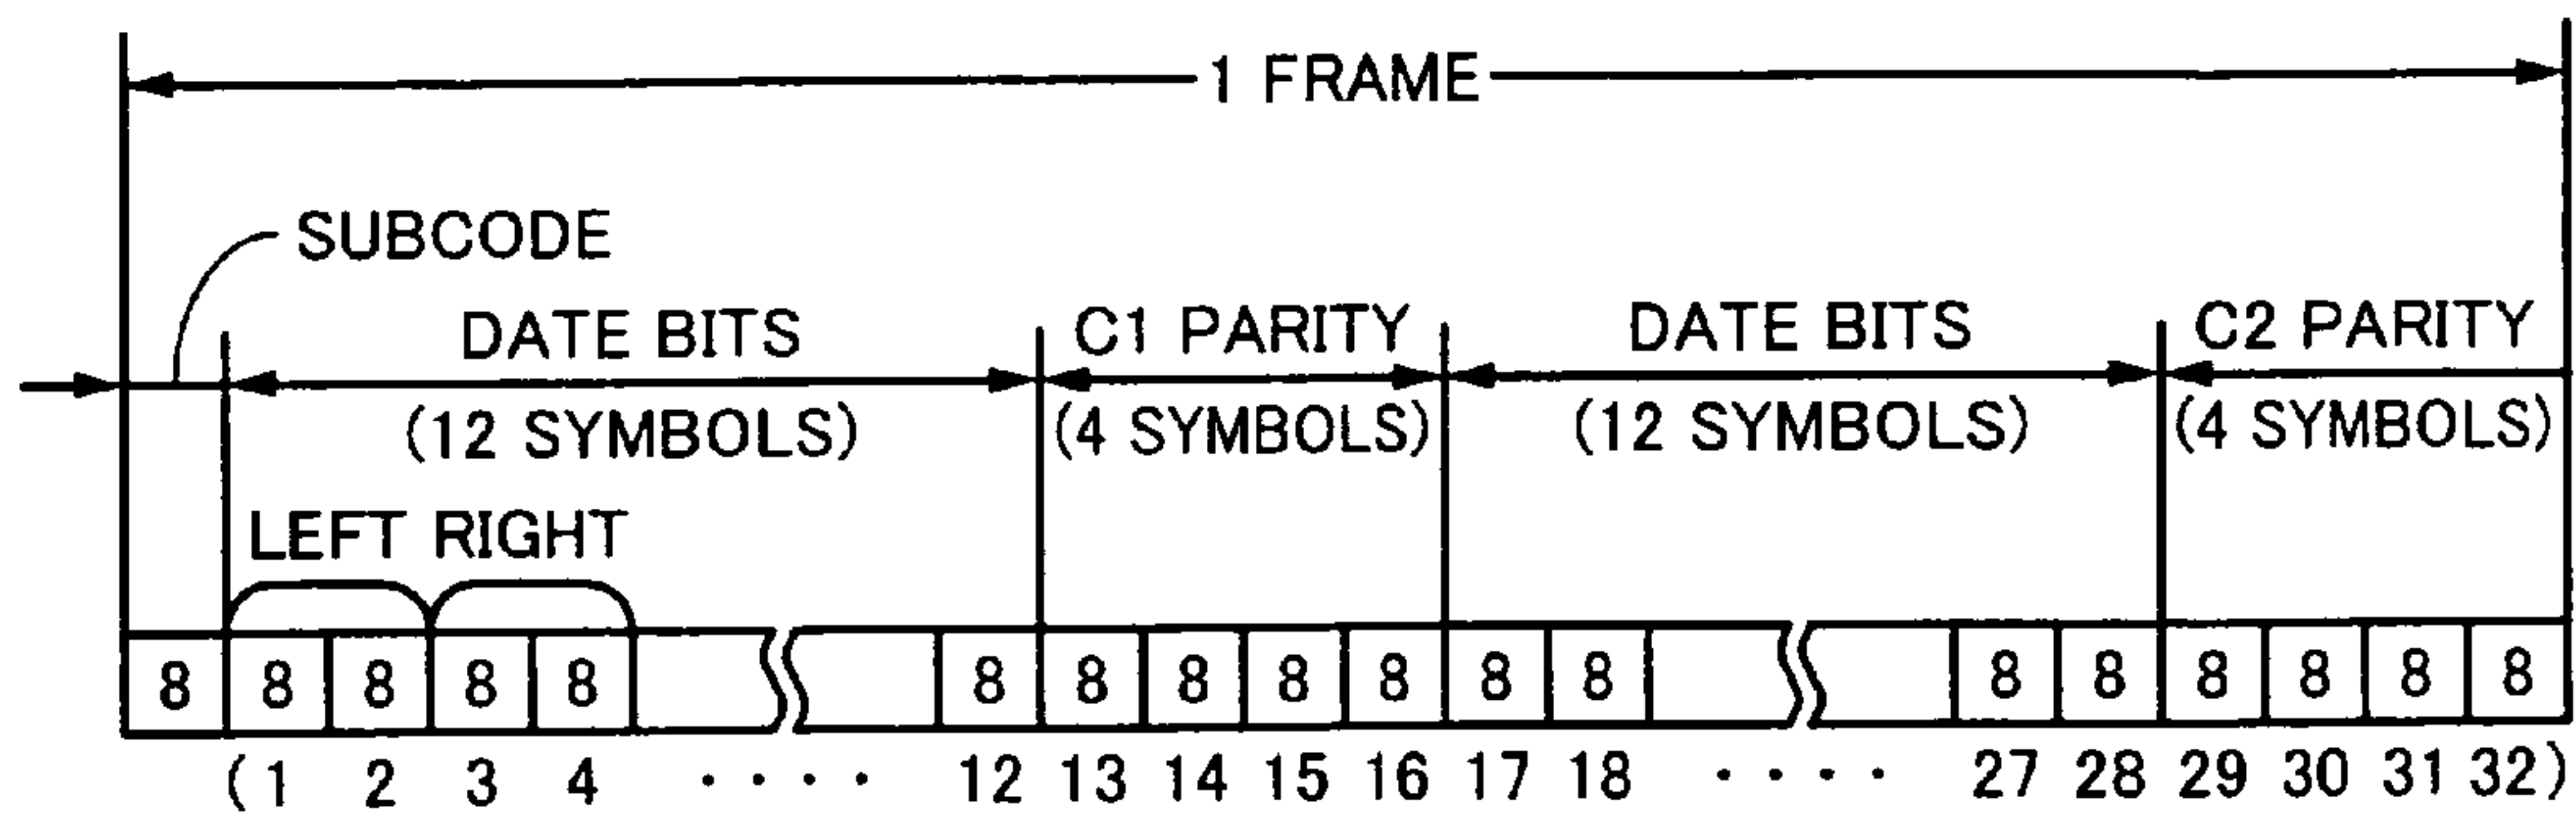 1 FRAME
SUBCODE
DATE BITS C1 PARITY DATE BITS C2 PARITY
(12 SYMBOLS) (4 SYMBOLS) (12 SYMBOLS) (4 SYMBOLS)
LEFT RIGHT
8 8 8 8 8 8 8 8 8 8 8 8 8 8 8 8 8 8
(1 2 3 4 · · · · 12 13 14 15 16 17 18 · · · · 27 28 29 30 31 32)